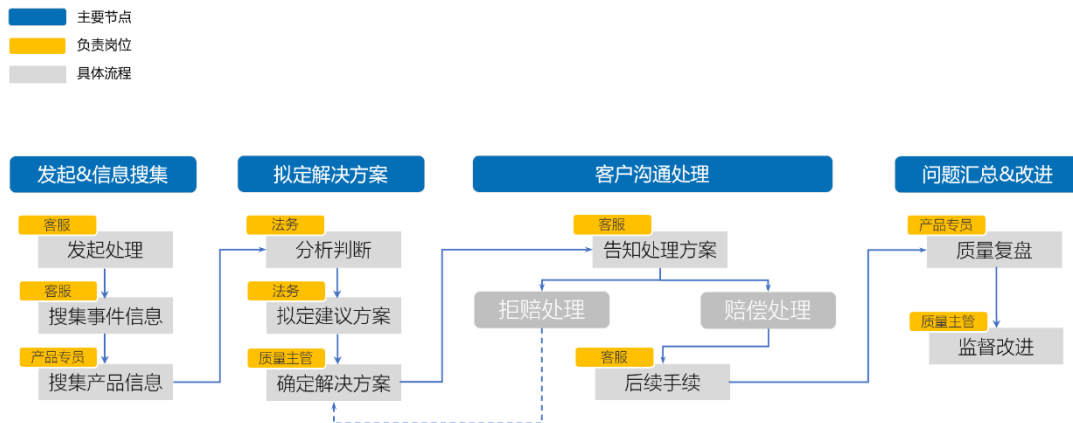 主要节点
负责岗位
具体流程
发起&信息搜集
客服
发起处理
客服
搜集事件信息
产品专员
搜集产品信息
拟定解决方案
法务
分析判断
法务
拟定建议方案
质量主管
确定解决方案
客户沟通处理
客服
告知处理方案
拒赔处理
赔偿处理
客服
后续手续
问题汇总&改进
产品专员
质量复盘
质量主管
监督改进